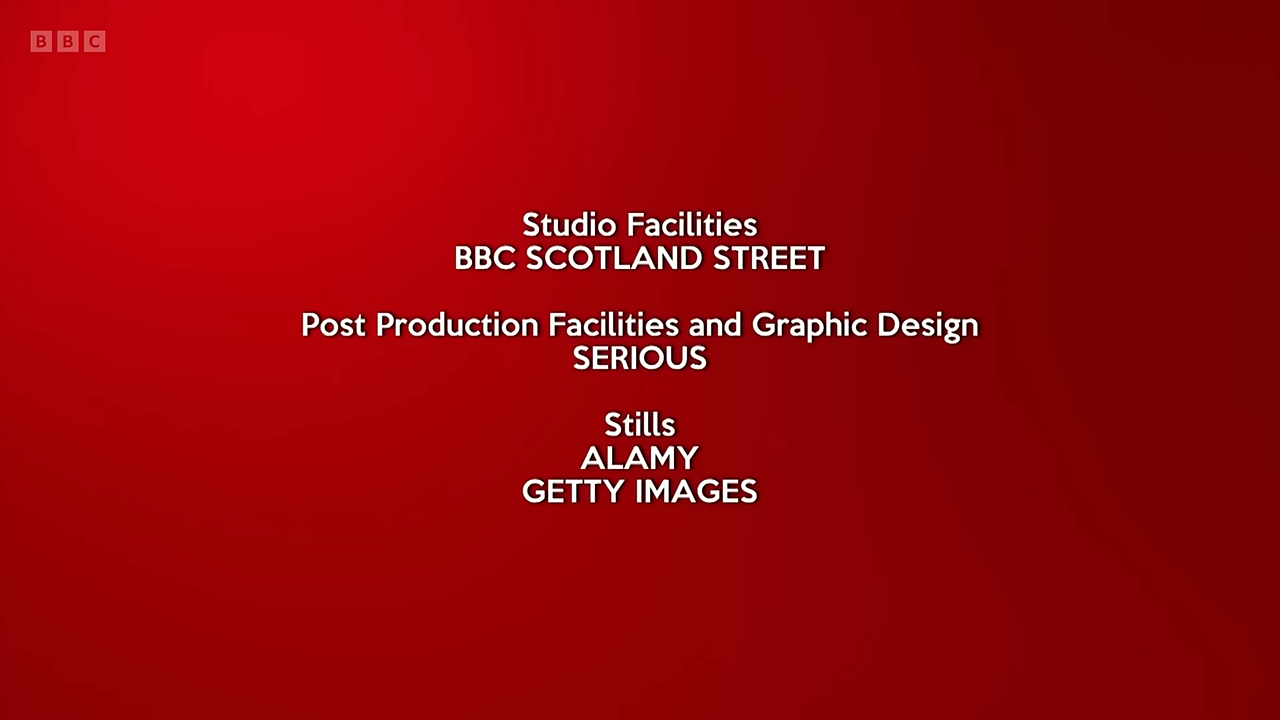 BBC
Studio Facilities
BBC SCOTLAND STREET
Post Production Facilities and Graphic Design
SERIOUS
Stills
ALAMY
GETTY IMAGES